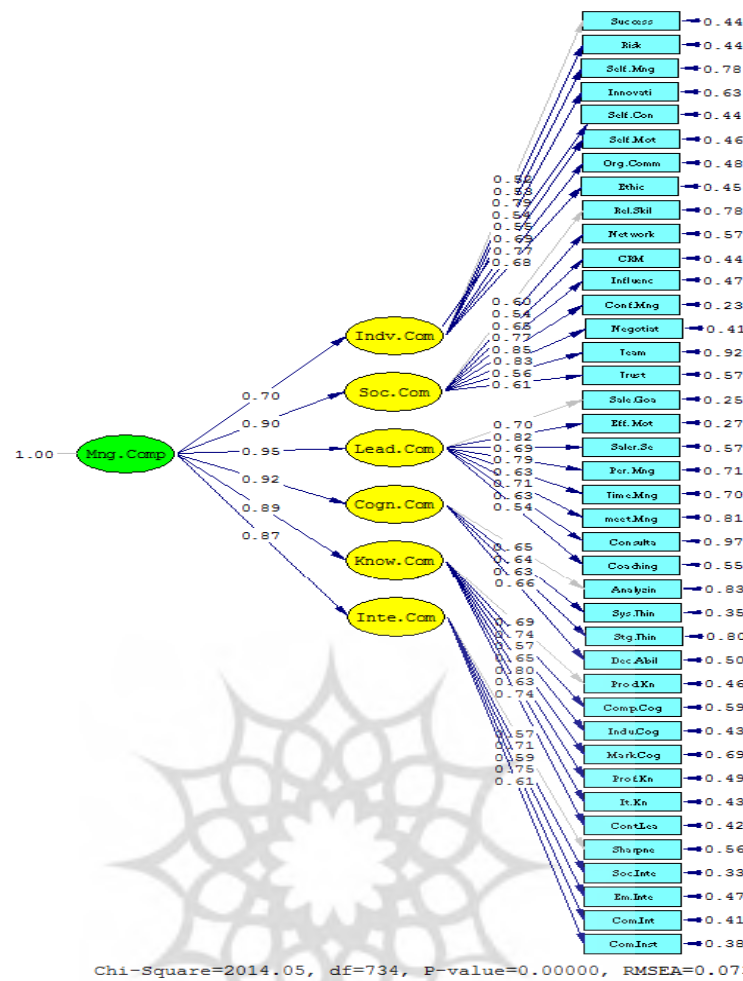 Success 0.44
Risk 0.44
Self.Mng 0.78
Innovati 0.63
Self.Con 0.44
Self.Mot 0.46
Org.Comm 0.48
Ethic 0.45
Rel.Skil 0.78
Network 0.57
CRM 0.44
Influenc 0.47
Conf.Mng 0.23
Negotiat 0.41
Team 0.92
Trust 0.57
Sale.Goa 0.25
Eff.Mot 0.27
Saler.Se 0.57
Per.Mng 0.71
Time.Mng 0.70
meet.Mng 0.81
Consulta 0.97
Coaching 0.55
Analyzin 0.83
Sys.Thin 0.35
Stg.Thin 0.80
Dec.Abil 0.50
Prod.Kn 0.46
Comp.Cog 0.59
Indu.Cog 0.43
Mark.Cog 0.69
Prof.Kn 0.49
It.Kn 0.43
Cont.Lea 0.42
Sharpne 0.56
Soc.Inte 0.33
Em.Inte 0.47
Com.Int 0.41
Com.Inst 0.38
0.79
0.54
0.55
0.69
0.77
0.68
0.60
0.54
0.65
0.77
0.85
0.83
0.56
0.61
0.70
0.82
0.69
0.79
0.63
0.71
0.63
0.54
0.65
0.64
0.63
0.66
0.69
0.74
0.57
0.65
0.80
0.63
0.74
0.57
0.71
0.59
0.75
0.61
Indv.Com
Soc.Com
Lead.Com
Cogn.Com
Know.Com
Inte.Com
0.70
0.90
0.95
0.92
0.89
0.87
1.00 Mng.Comp
Chi-Square=2014.05, df=734, P-value=0.00000,